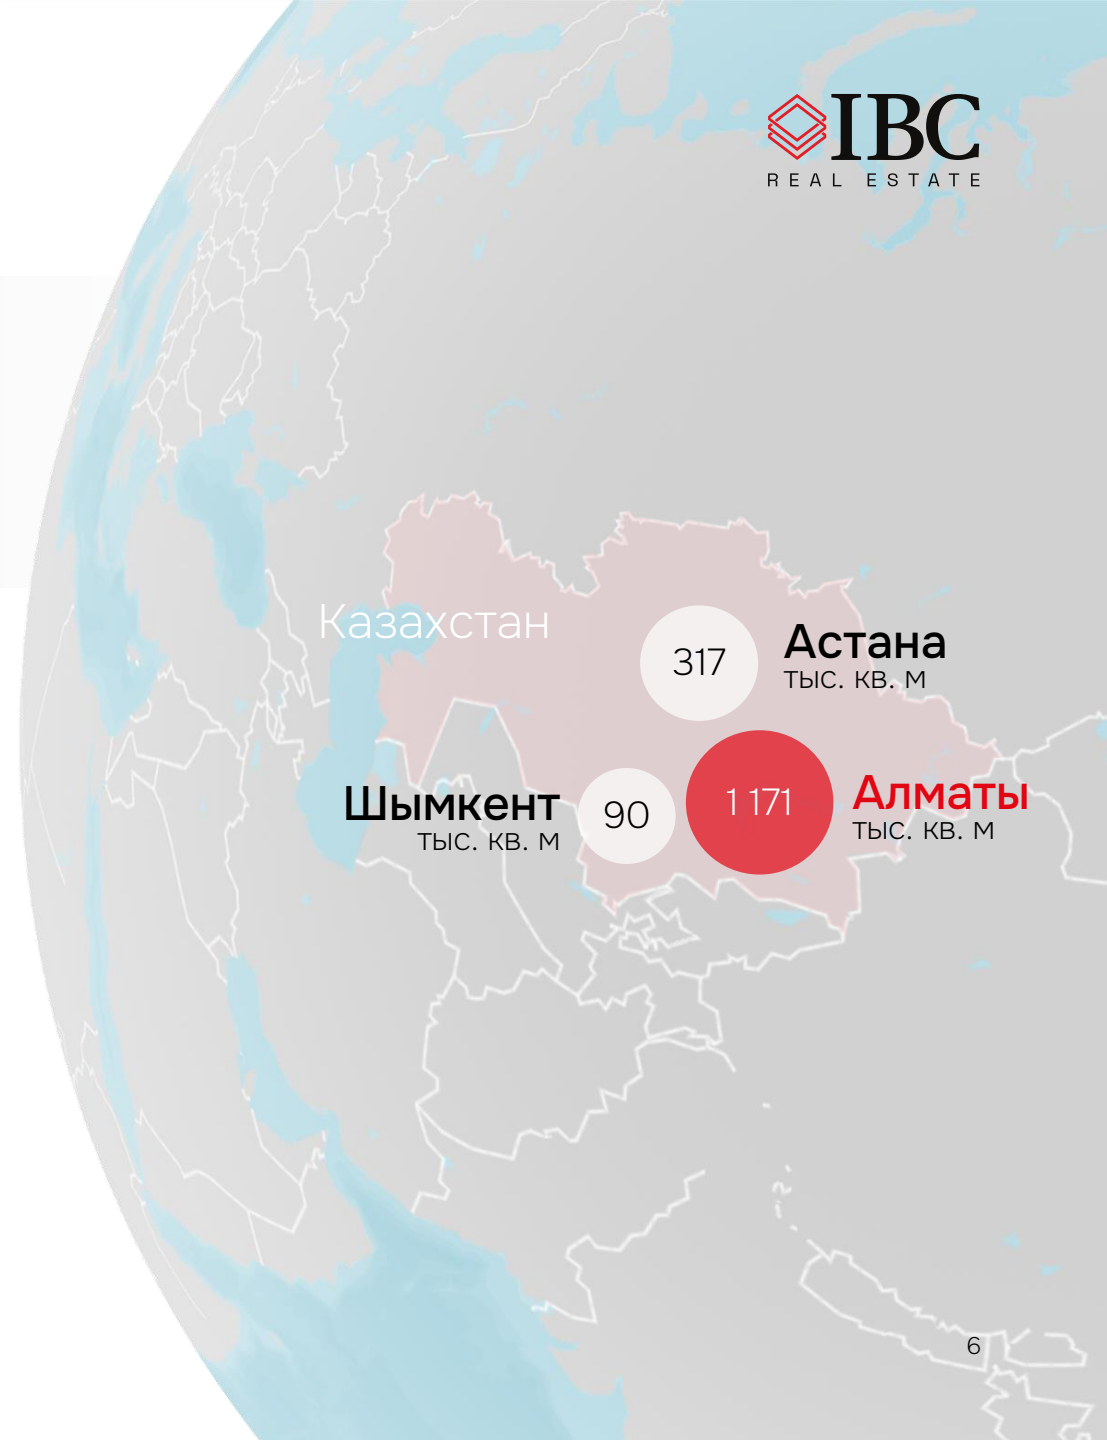 IBC
REAL ESTATE
Казахстан
317
Астана
тыс. кв. м
Шымкент
тыс. кв. м
90
1 171
Алматы
тыс. кв. м
6